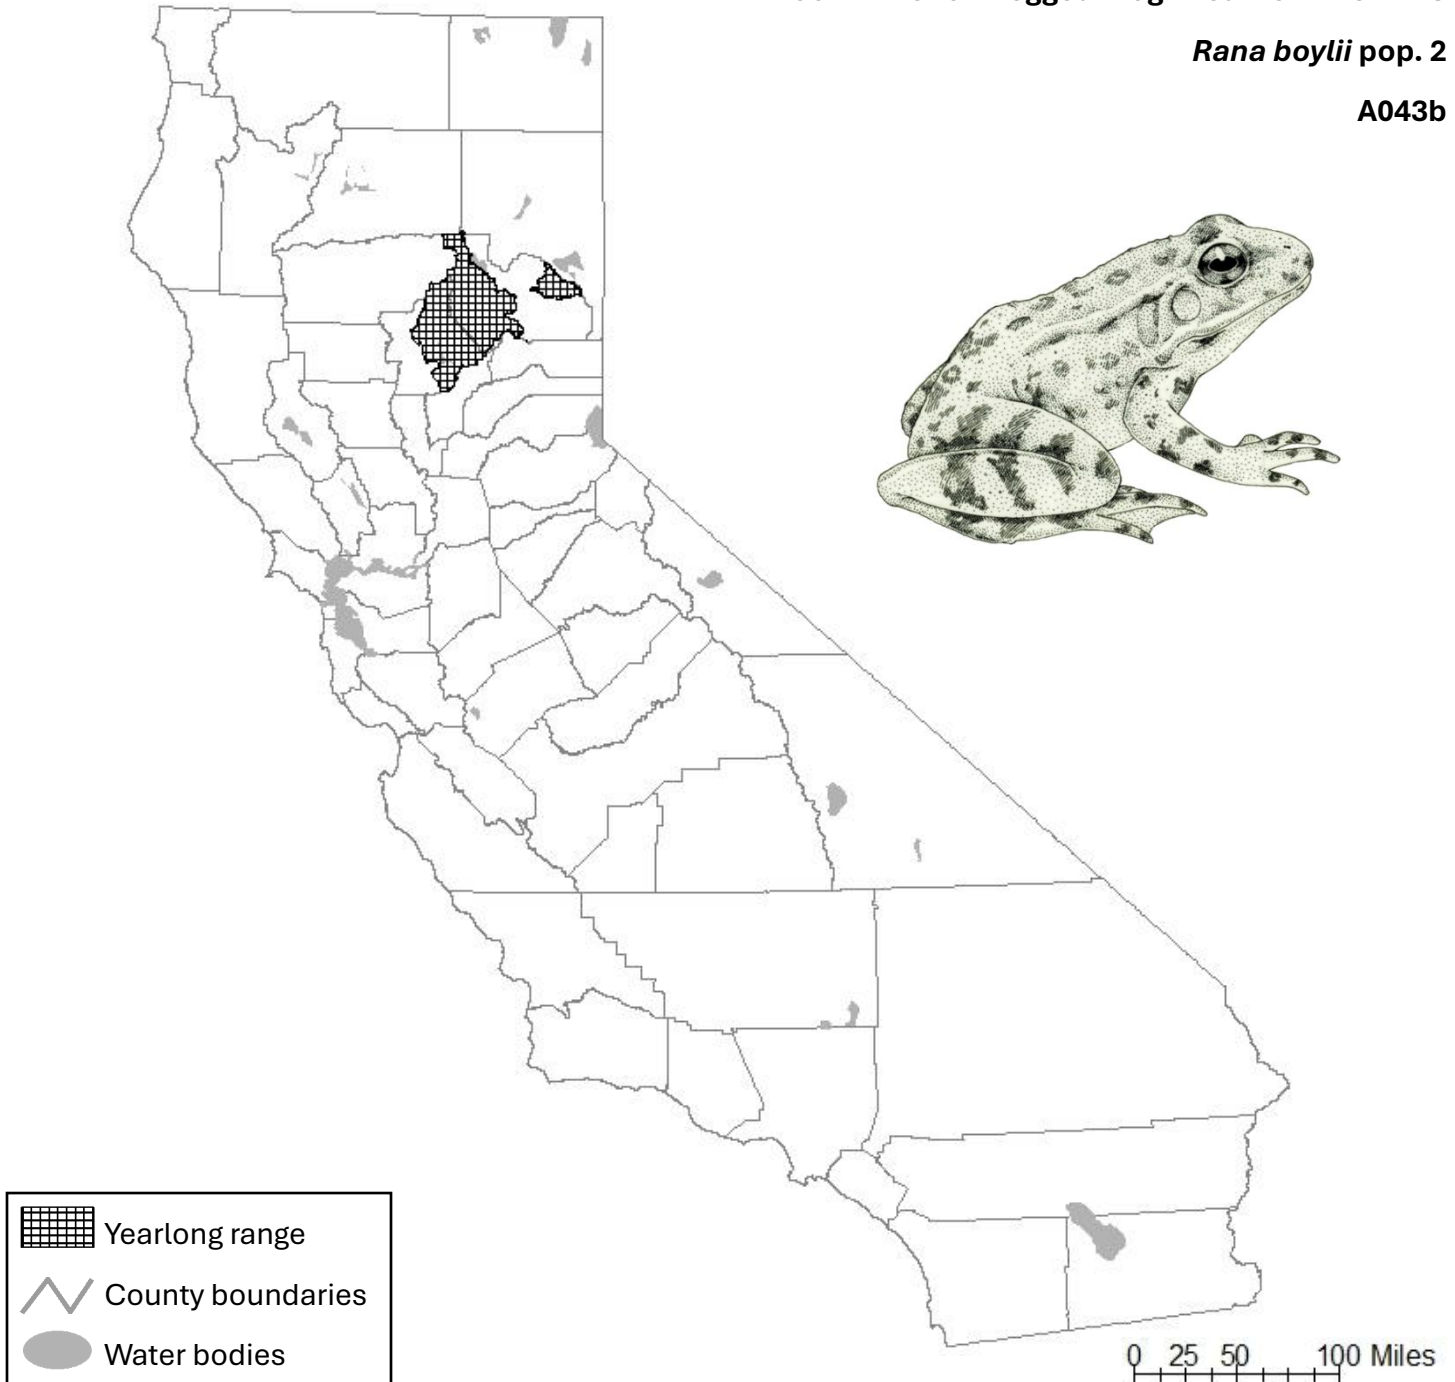 Rana boylii pop. 2
A043b
Yearlong range
County boundaries
Water bodies
0 25 50 100 Miles